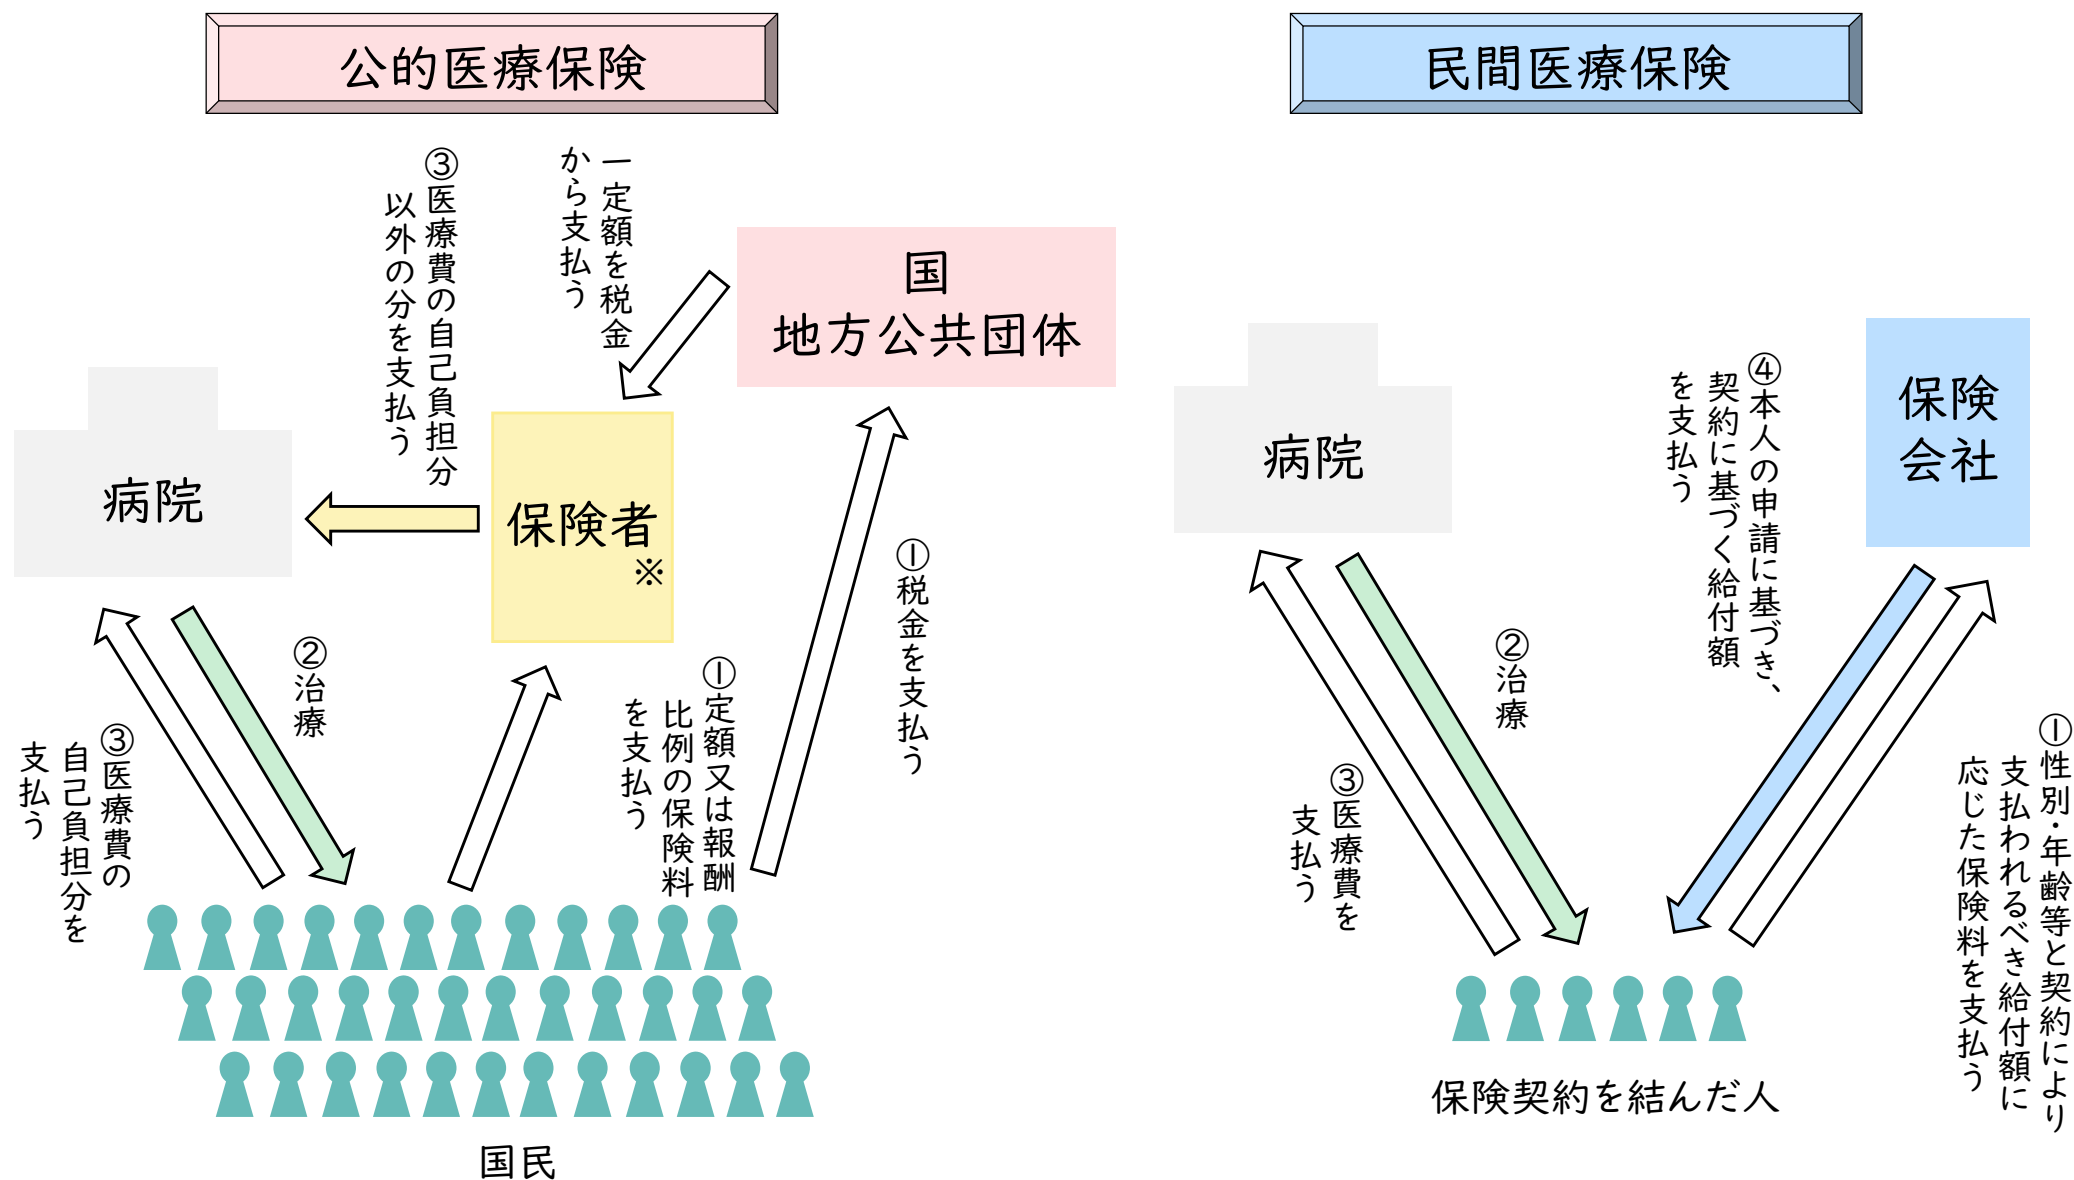 公的医療保険
③医療費の自己負担分
以外の分を支払う
一定額を税金
から支払う
国
地方公共団体
病院
保険者
※
①税金を支払う
②治療
①定額又は報酬
比例の保険料
を支払う
③医療費の
自己負担分を
支払う
国民
民間医療保険
病院
保険
会社
④本人の申請に基づき、
契約に基づく給付額
を支払う
②治療
③医療費を
支払う
①性別・年齢等と契約により
支払われるべき給付額に
応じた保険料を支払う
保険契約を結んだ人